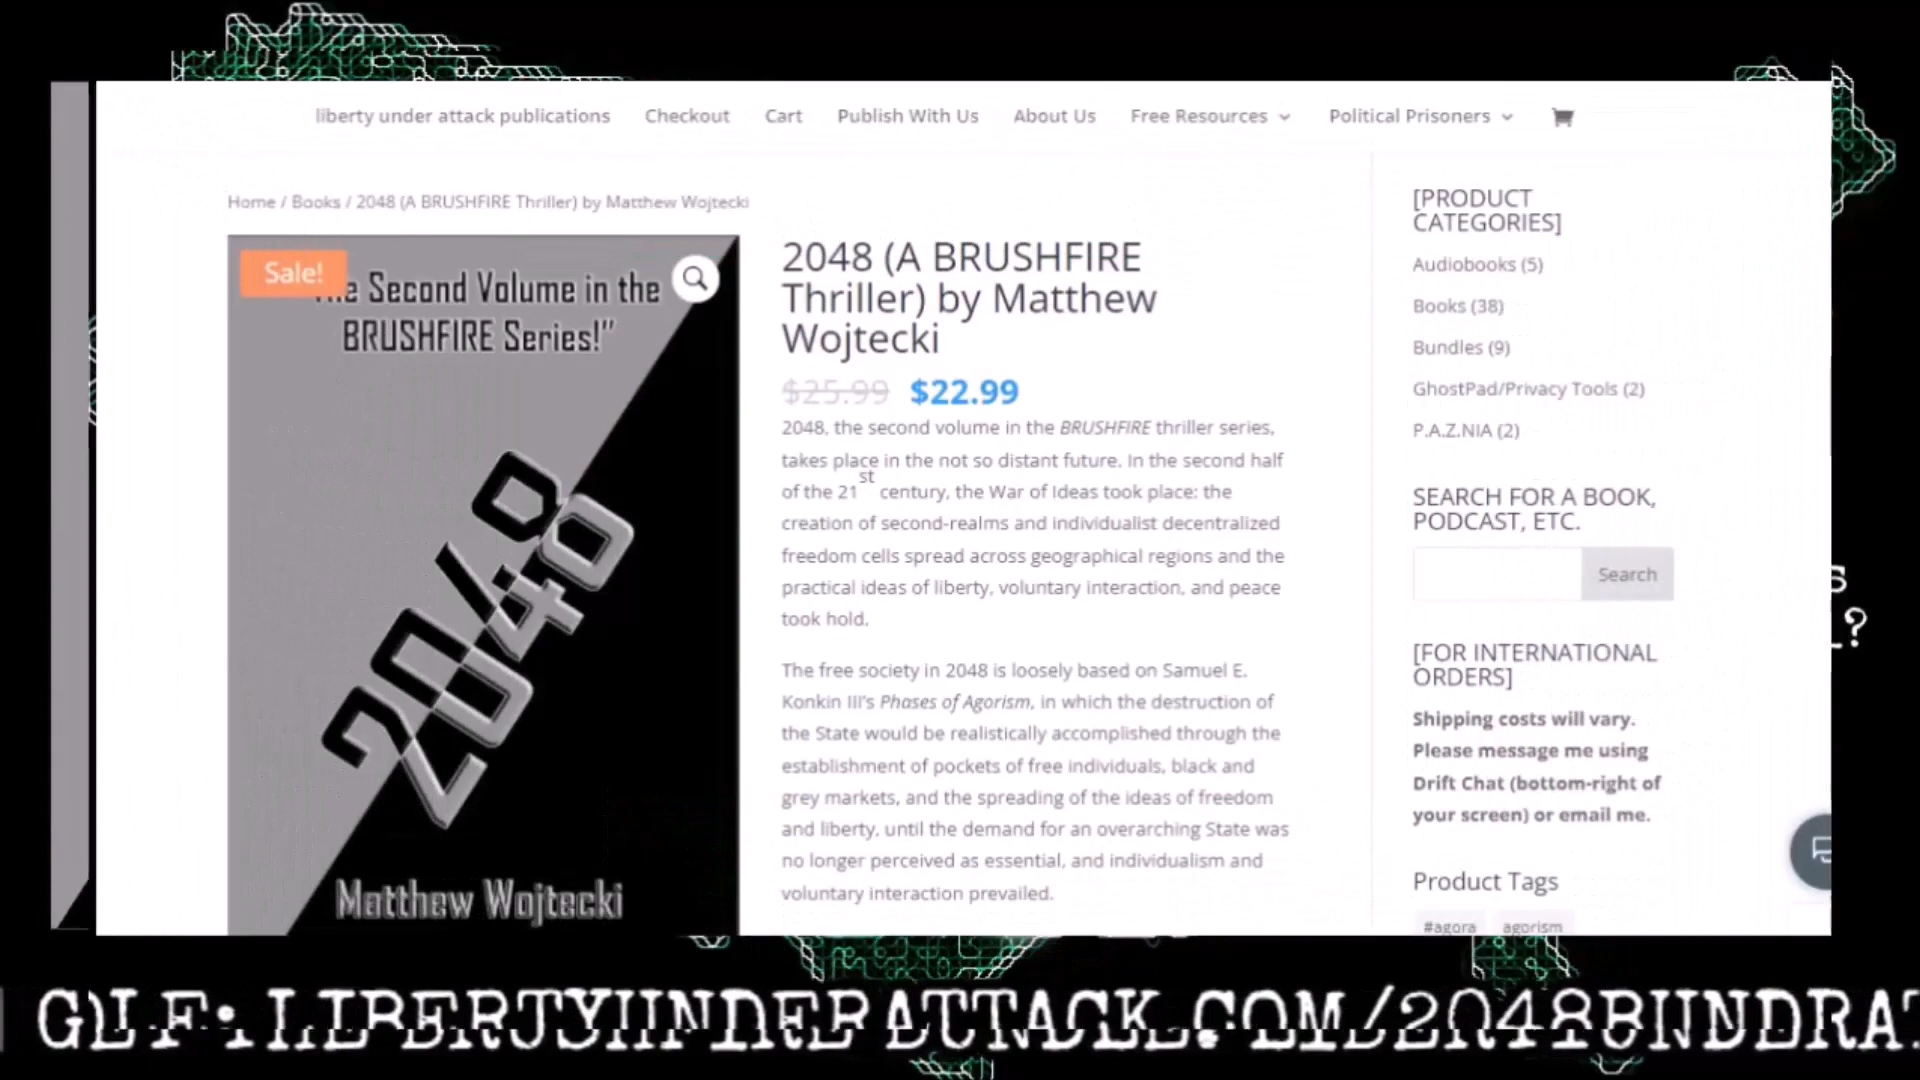 liberty under attack publications Checkout Cart Publish With Us About Us Free Resources Political Prisoners
Home / Books / 2048 (A BRUSHFIRE Thriller) by Matthew Wojtecki
Sale!
Second Volume in the
BRUSHFIRE Series!”
2048
Matthew Wojtecki
2048 (A BRUSHFIRE
Thriller) by Matthew
Wojtecki
$25.99 $22.99
2048, the second volume in the BRUSHFIRE thriller series,
takes place in the not so distant future. In the second half
of the 21st century, the War of Ideas took place: the
creation of second-realms and individualist decentralized
freedom cells spread across geographical regions and the
practical ideas of liberty, voluntary interaction, and peace
took hold.
The free society in 2048 is loosely based on Samuel E.
Konkin III’s Phases of Agorism, in which the destruction of
the State would be realistically accomplished through the
establishment of pockets of free individuals, black and
grey markets, and the spreading of the ideas of freedom
and liberty, until the demand for an overarching State was
no longer perceived as essential, and individualism and
voluntary interaction prevailed.
[PRODUCT
CATEGORIES]
Audiobooks (5)
Books (38)
Bundles (9)
GhostPad/Privacy Tools (2)
P.A.Z.NIA (2)
SEARCH FOR A BOOK,
PODCAST, ETC.
Search
[FOR INTERNATIONAL
ORDERS]
Shipping costs will vary.
Please message me using
Drift Chat (bottom-right of
your screen) or email me.
Product Tags
#agora agorism
LIBERTYUNDERATTACK.COM/2048